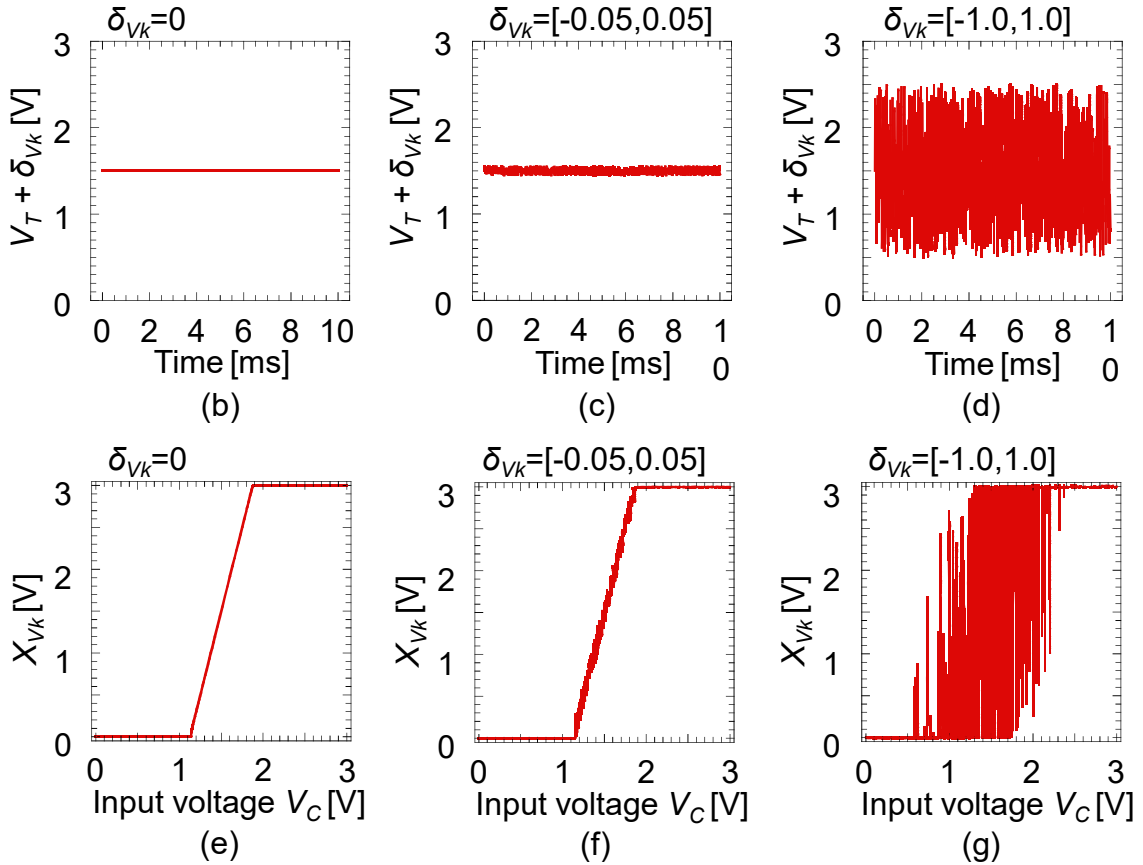 δVk=0
3
2
1
0
VT + δVk [V]
0 2 4 6 8 10
Time [ms]
(b)
δVk=[-0.05,0.05]
3
2
1
0
VT + δVk [V]
0 2 4 6 8 1
0
Time [ms]
(c)
δVk=[-1.0,1.0]
3
2
1
0
VT + δVk [V]
0 2 4 6 8 1
0
Time [ms]
(d)
δVk=0
3
2
1
0
XVk [V]
0 1 2 3
Input voltage VC [V]
(e)
δVk=[-0.05,0.05]
3
2
1
0
XVk [V]
0 1 2 3
Input voltage VC [V]
(f)
δVk=[-1.0,1.0]
3
2
1
0
XVk [V]
0 1 2 3
Input voltage VC [V]
(g)